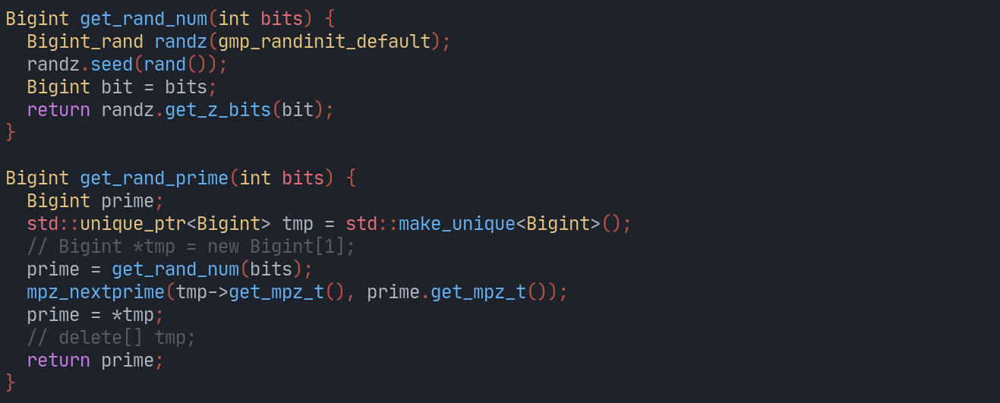 Bigint get_rand_num(int bits) {
  Bigint_rand randz(gmp_randinit_default);
  randz.seed(rand());
  Bigint bit = bits;
  return randz.get_z_bits(bit);
}

Bigint get_rand_prime(int bits) {
  Bigint prime;
  std::unique_ptr<Bigint> tmp = std::make_unique<Bigint>();
  // Bigint *tmp = new Bigint[1];
  prime = get_rand_num(bits);
  mpz_nextprime(tmp->get_mpz_t(), prime.get_mpz_t());
  prime = *tmp;
  // delete[] tmp;
  return prime;
}